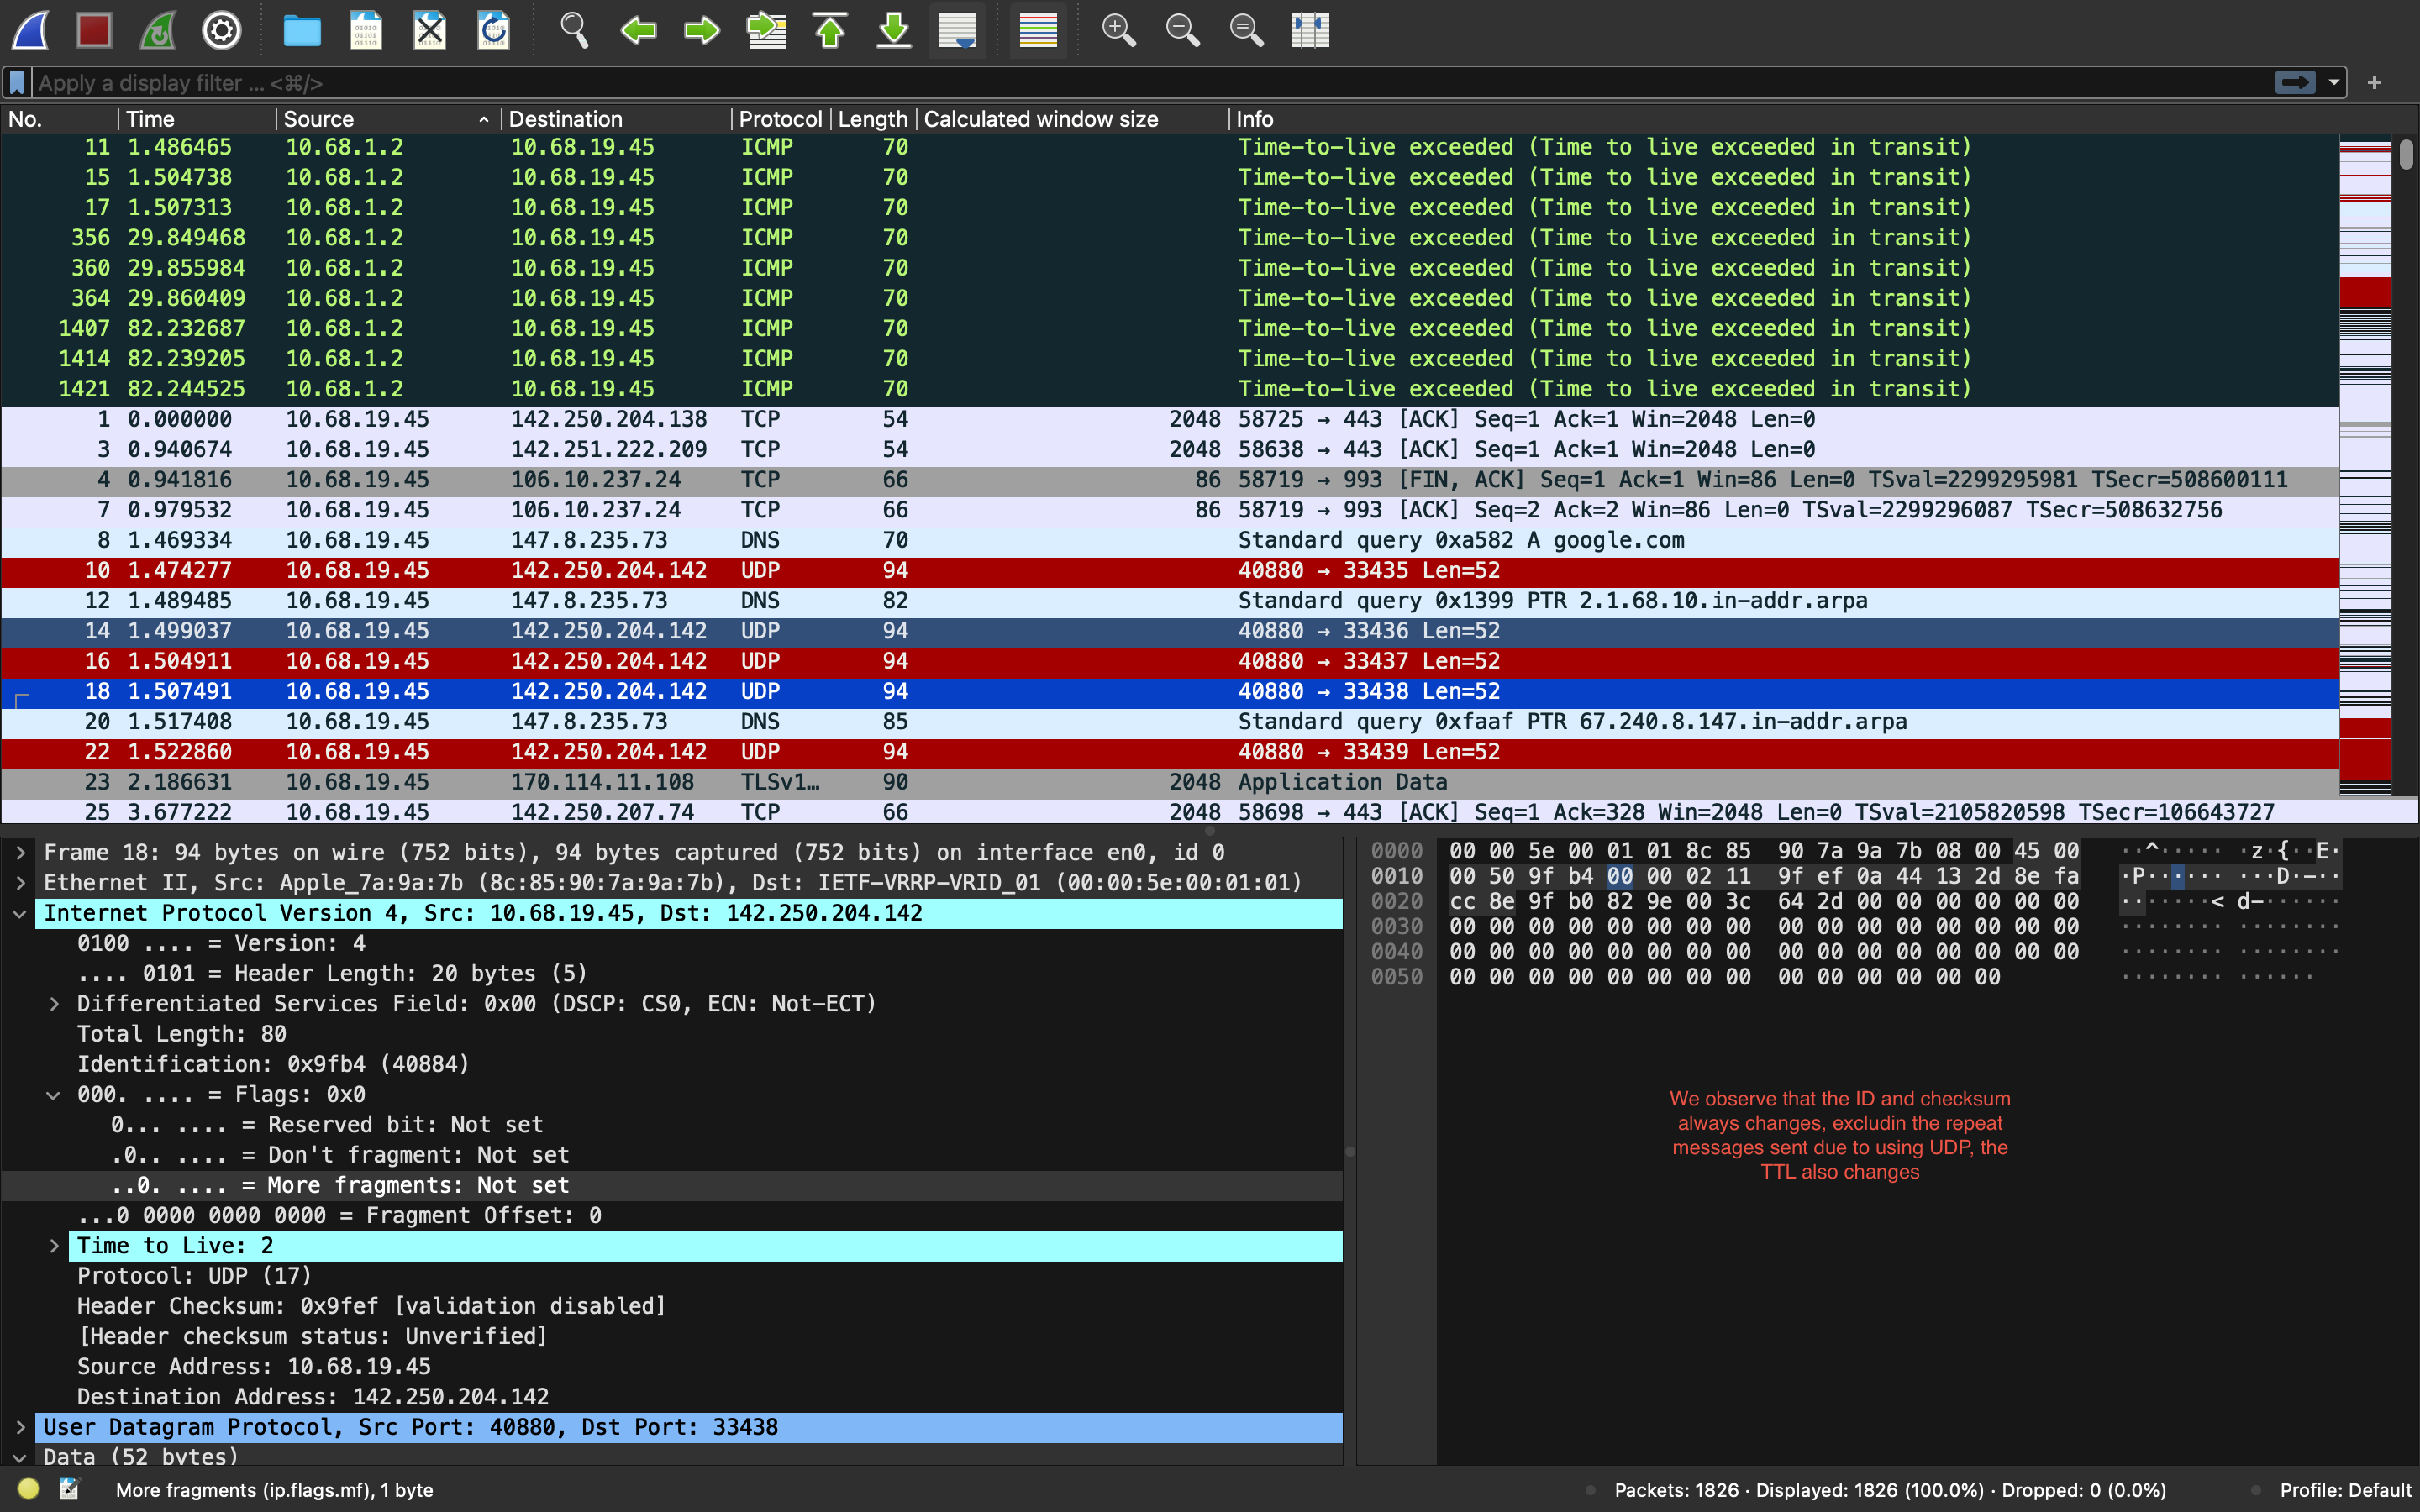 Apply a display filter ... <⌘/>
No. Time Source Destination Protocol Length Calculated window size Info
11 1.486465 10.68.1.2 10.68.19.45 ICMP 70 Time-to-live exceeded (Time to live exceeded in transit)
15 1.504738 10.68.1.2 10.68.19.45 ICMP 70 Time-to-live exceeded (Time to live exceeded in transit)
17 1.507313 10.68.1.2 10.68.19.45 ICMP 70 Time-to-live exceeded (Time to live exceeded in transit)
356 29.849468 10.68.1.2 10.68.19.45 ICMP 70 Time-to-live exceeded (Time to live exceeded in transit)
360 29.855984 10.68.1.2 10.68.19.45 ICMP 70 Time-to-live exceeded (Time to live exceeded in transit)
364 29.860409 10.68.1.2 10.68.19.45 ICMP 70 Time-to-live exceeded (Time to live exceeded in transit)
1407 82.232687 10.68.1.2 10.68.19.45 ICMP 70 Time-to-live exceeded (Time to live exceeded in transit)
1414 82.239205 10.68.1.2 10.68.19.45 ICMP 70 Time-to-live exceeded (Time to live exceeded in transit)
1421 82.244525 10.68.1.2 10.68.19.45 ICMP 70 Time-to-live exceeded (Time to live exceeded in transit)
1 0.000000 10.68.19.45 142.250.204.138 TCP 54 2048 58725 → 443 [ACK] Seq=1 Ack=1 Win=2048 Len=0
3 0.940674 10.68.19.45 142.251.222.209 TCP 54 2048 58638 → 443 [ACK] Seq=1 Ack=1 Win=2048 Len=0
4 0.941816 10.68.19.45 106.10.237.24 TCP 66 86 58719 → 993 [FIN, ACK] Seq=1 Ack=1 Win=86 Len=0 TSval=2299295981 TSecr=508600111
7 0.979532 10.68.19.45 106.10.237.24 TCP 66 86 58719 → 993 [ACK] Seq=2 Ack=2 Win=86 Len=0 TSval=2299296087 TSecr=508632756
8 1.469334 10.68.19.45 147.8.235.73 DNS 70 Standard query 0xa582 A google.com
10 1.474277 10.68.19.45 142.250.204.142 UDP 94 40880 → 33435 Len=52
12 1.489485 10.68.19.45 147.8.235.73 DNS 82 Standard query 0x1399 PTR 2.1.68.10.in-addr.arpa
14 1.499037 10.68.19.45 142.250.204.142 UDP 94 40880 → 33436 Len=52
16 1.504911 10.68.19.45 142.250.204.142 UDP 94 40880 → 33437 Len=52
18 1.507491 10.68.19.45 142.250.204.142 UDP 94 40880 → 33438 Len=52
20 1.517408 10.68.19.45 147.8.235.73 DNS 85 Standard query 0xfaaf PTR 67.240.8.147.in-addr.arpa
22 1.522860 10.68.19.45 142.250.204.142 UDP 94 40880 → 33439 Len=52
23 2.186631 10.68.19.45 170.114.11.108 TLSv1… 90 2048 Application Data
25 3.677222 10.68.19.45 142.250.207.74 TCP 66 2048 58698 → 443 [ACK] Seq=1 Ack=328 Win=2048 Len=0 TSval=2105820598 TSecr=106643727
Frame 18: 94 bytes on wire (752 bits), 94 bytes captured (752 bits) on interface en0, id 0
Ethernet II, Src: Apple_7a:9a:7b (8c:85:90:7a:9a:7b), Dst: IETF-VRRP-VRID_01 (00:00:5e:00:01:01)
Internet Protocol Version 4, Src: 10.68.19.45, Dst: 142.250.204.142
0100 .... = Version: 4
.... 0101 = Header Length: 20 bytes (5)
Differentiated Services Field: 0x00 (DSCP: CS0, ECN: Not-ECT)
Total Length: 80
Identification: 0x9fb4 (40884)
000. .... = Flags: 0x0
0... .... = Reserved bit: Not set
.0.. .... = Don't fragment: Not set
..0. .... = More fragments: Not set
...0 0000 0000 0000 = Fragment Offset: 0
Time to Live: 2
Protocol: UDP (17)
Header Checksum: 0x9fef [validation disabled]
[Header checksum status: Unverified]
Source Address: 10.68.19.45
Destination Address: 142.250.204.142
User Datagram Protocol, Src Port: 40880, Dst Port: 33438
Data (52 bytes)
0000 00 00 5e 00 01 01 8c 85 90 7a 9a 7b 08 00 45 00 ··^····· ·z·{··E·
0010 00 50 9f b4 00 00 02 11 9f ef 0a 44 13 2d 8e fa ·P······ ···D·-··
0020 cc 8e 9f b0 82 9e 00 3c 64 2d 00 00 00 00 00 00 ·······< d-······
0030 00 00 00 00 00 00 00 00 00 00 00 00 00 00 00 00 ········ ········
0040 00 00 00 00 00 00 00 00 00 00 00 00 00 00 00 00 ········ ········
0050 00 00 00 00 00 00 00 00 00 00 00 00 00 00 ········ ······
We observe that the ID and checksum
always changes, excludin the repeat
messages sent due to using UDP, the
TTL also changes
More fragments (ip.flags.mf), 1 byte
Packets: 1826 · Displayed: 1826 (100.0%) · Dropped: 0 (0.0%)
Profile: Default